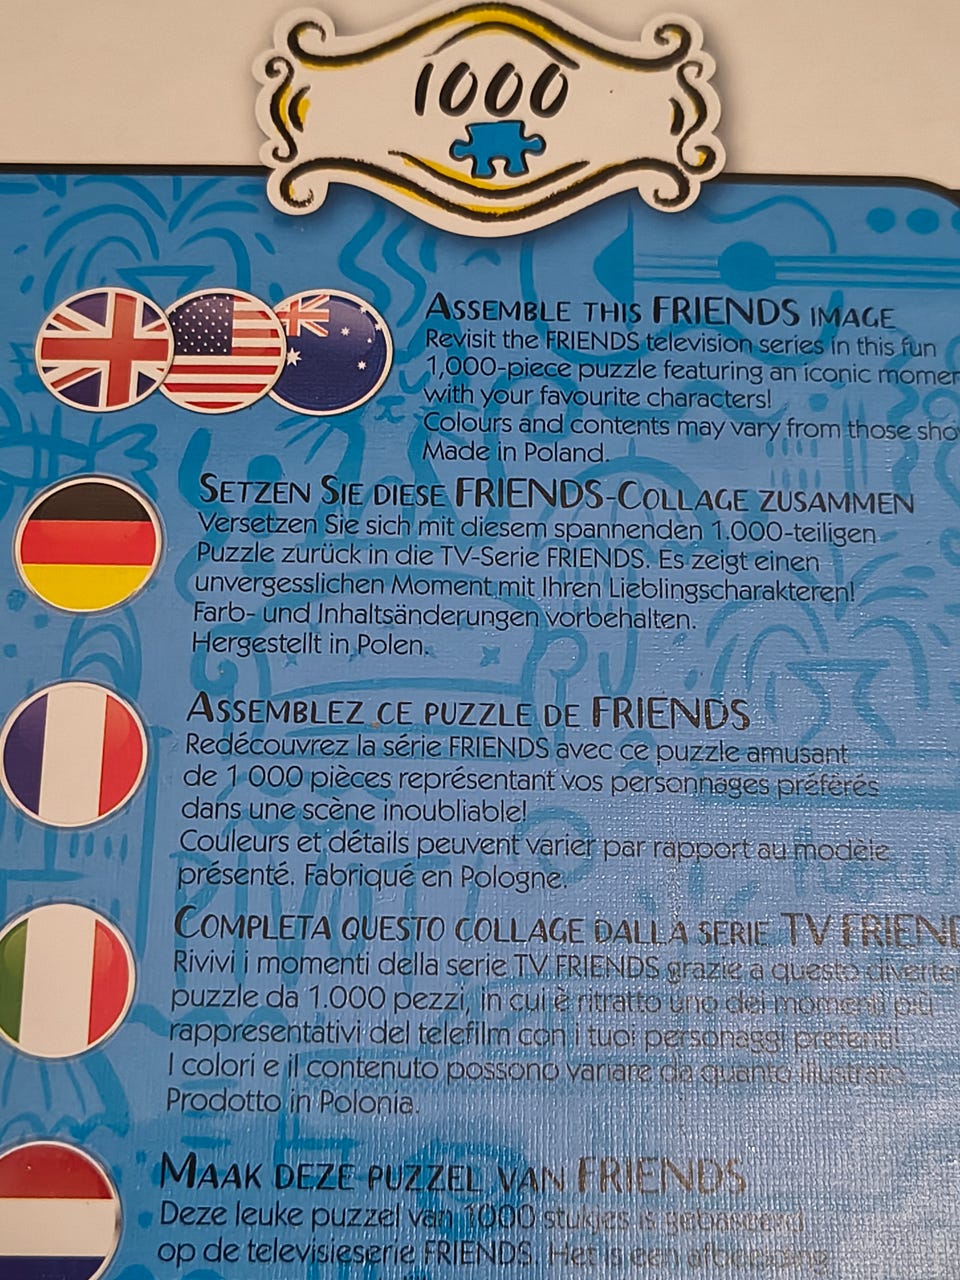 1000
ASSEMBLE THIS FRIENDS IMAGE
Revisit the FRIENDS television series in this fun
1,000-piece puzzle featuring an iconic
with your favourite characters!
Colours and contents may vary from those
Made in Poland.
SETZEN SIE DIESE FRIENDS-COLLAGE ZUSAMMEN
Versetzen Sie sich mit diesem spannenden 1.000-teiligen
Puzzle zurück in die TV-Serie FRIENDS. Es zeigt einen
unvergesslichen Moment mit Ihren Lieblingscharakteren!
Farb- und Inhaltsänderungen vorbehalten.
Hergestellt in Polen.
ASSEMBLEZ CE PUZZLE DE FRIENDS
Redécouvrez la série FRIENDS avec ce puzzle amusant
de 1 000 pièces représentant vos personnages préférés
dans une scène inoubliable!
Couleurs et détails peuvent varier par rapport au modèle
présenté. Fabriqué en Pologne.
COMPLETA QUESTO COLLAGE DALLA SERIE TV
Rivivi i momenti della serie TV FRIENDS grazie a questo
puzzle da 1.000 pezzi, in cui è ritratto uno dei momenti più
rappresentativi del telefilm con i tuoi personaggi preferiti!
I colori e il contenuto possono variare da quanto illustrato.
Prodotto in Polonia.
MAAK DEZE PUZZEL VAN FRIENDS
Deze leuke puzzel van 1000 stukjes is gebaseerd
op de televisieserie FRIENDS. Het is een afbeelding